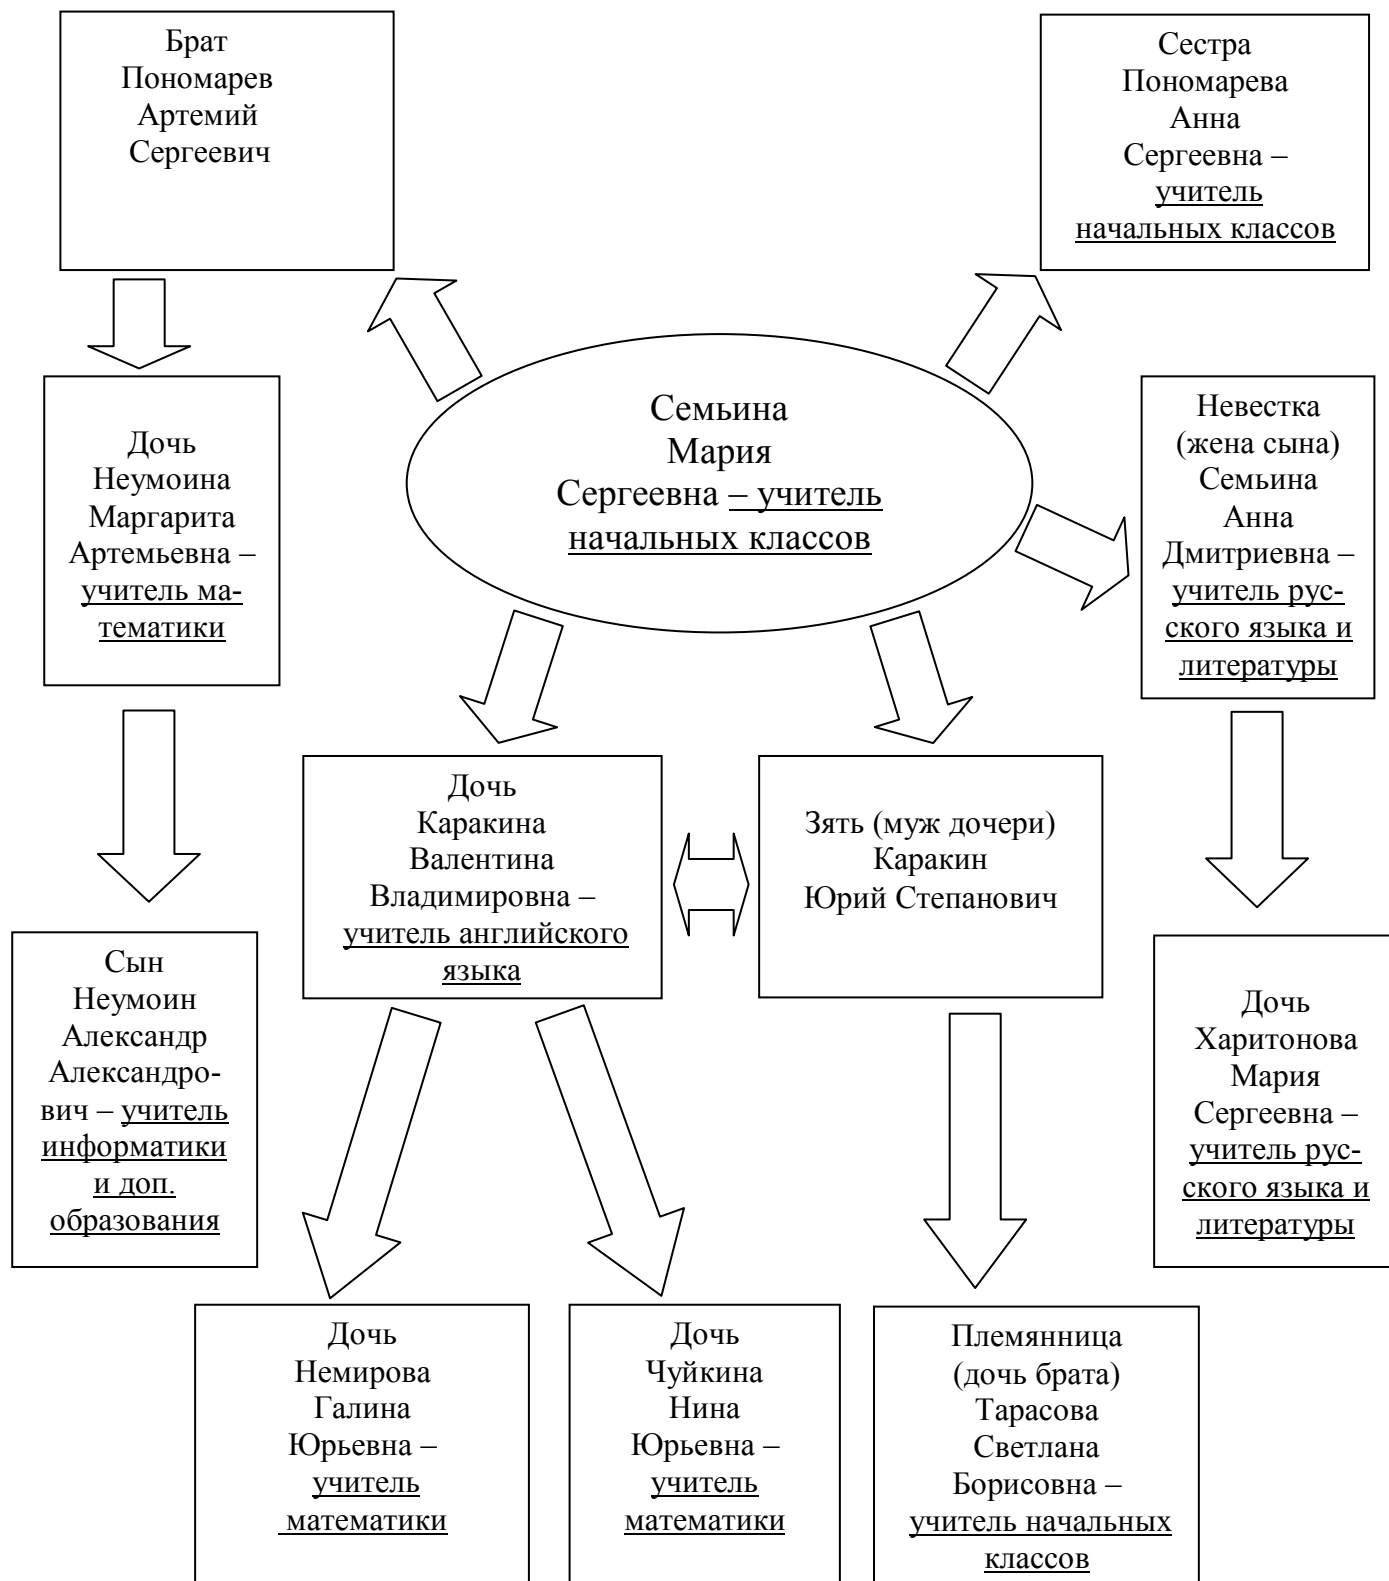 Брат
Пономарев
Артемий
Сергеевич
Сестра
Пономарева
Анна
Сергеевна –
учитель
начальных классов
Семьина
Мария
Сергеевна – учитель
начальных классов
Дочь
Неумоина
Маргарита
Артемьевна –
учитель ма-
тематики
Невестка
(жена сына)
Семьина
Анна
Дмитриевна –
учитель рус-
ского языка и
литературы
Дочь
Каракина
Валентина
Владимировна –
учитель английского
языка
Зять (муж дочери)
Каракин
Юрий Степанович
Сын
Неумоин
Александр
Александро-
вич – учитель
информатики
и доп.
образования
Дочь
Харитонова
Мария
Сергеевна –
учитель рус-
ского языка и
литературы
Дочь
Немирова
Галина
Юрьевна –
учитель
математики
Дочь
Чуйкина
Нина
Юрьевна –
учитель
математики
Племянница
(дочь брата)
Тарасова
Светлана
Борисовна –
учитель начальных
классов